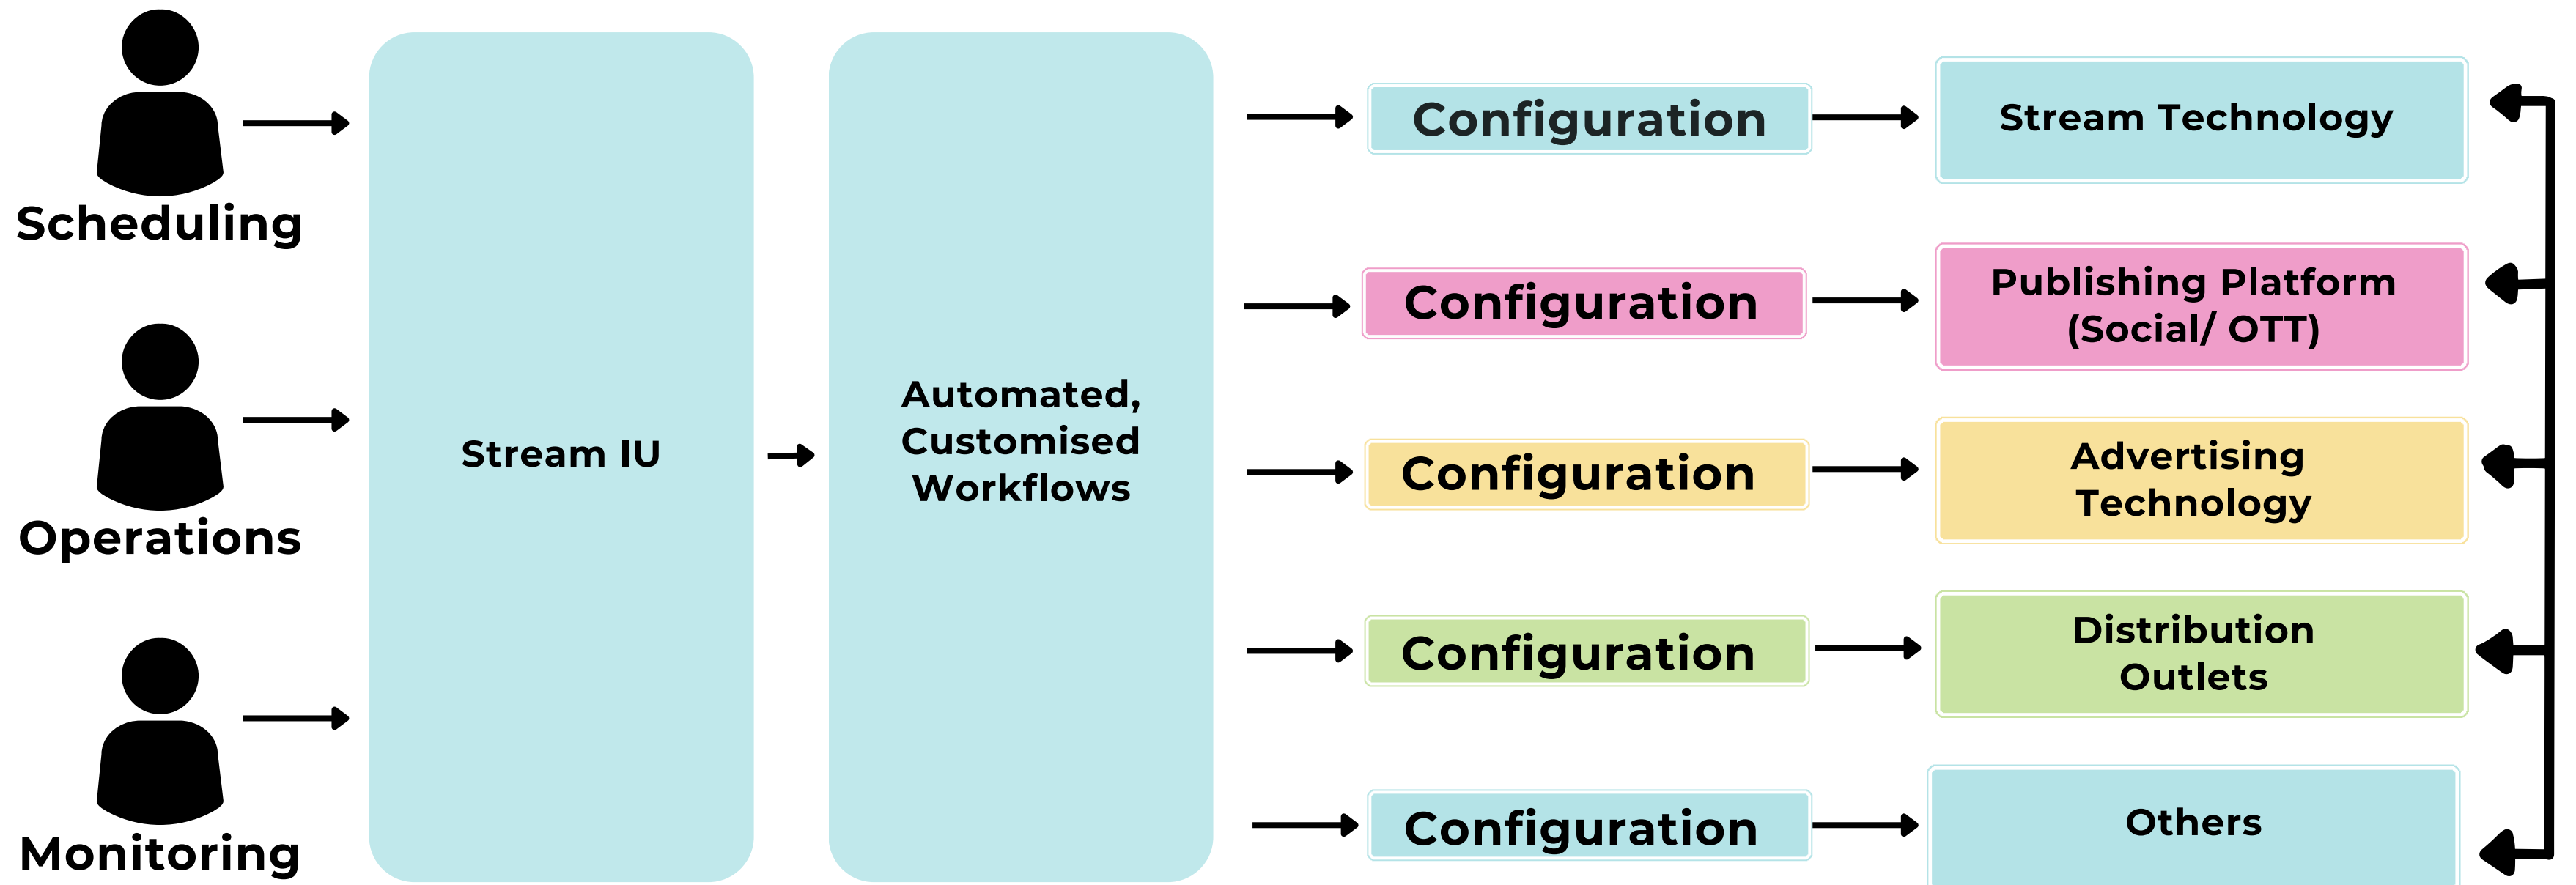 Scheduling
Operations
Monitoring
Stream IU
Automated,
Customised
Workflows
Configuration
Stream Technology
Configuration
Publishing Platform
(Social/ OTT)
Configuration
Advertising
Technology
Configuration
Distribution
Outlets
Configuration
Others